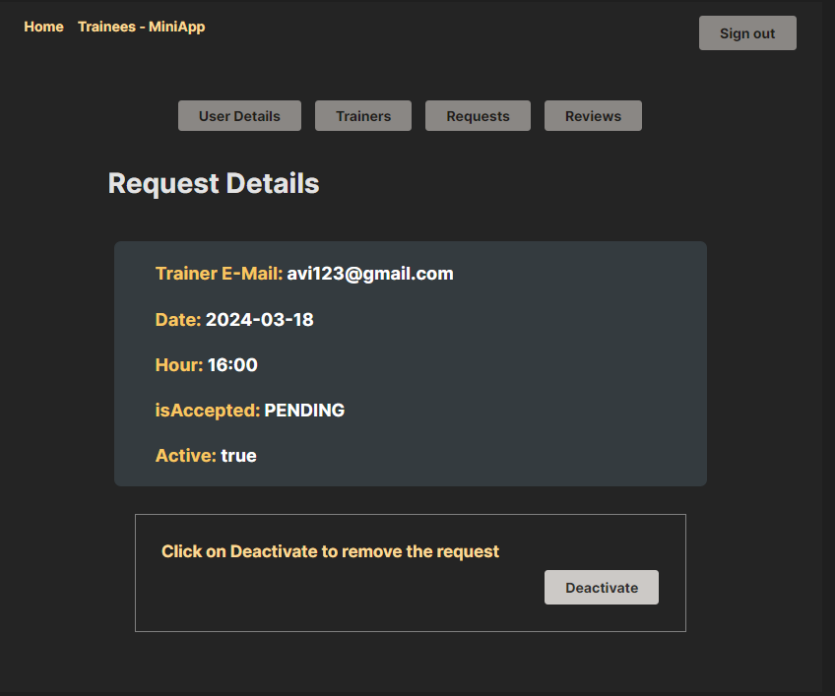 Home Trainees - MiniApp Sign out
User Details Trainers Requests Reviews
Request Details
Trainer E-Mail: avi123@gmail.com
Date: 2024-03-18
Hour: 16:00
isAccepted: PENDING
Active: true
Click on Deactivate to remove the request
Deactivate